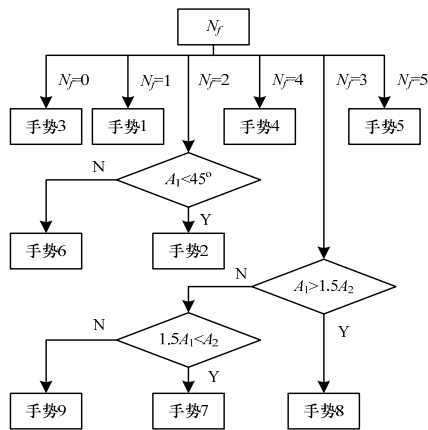 Nf
Nf=0 Nf=1 Nf=2 Nf=4 Nf=3 Nf=5
手势3 手势1 手势4 手势5
N A1<45°
Y
手势6 手势2
N A1>1.5A2
N 1.5A1<A2 Y
Y
手势9 手势7 手势8